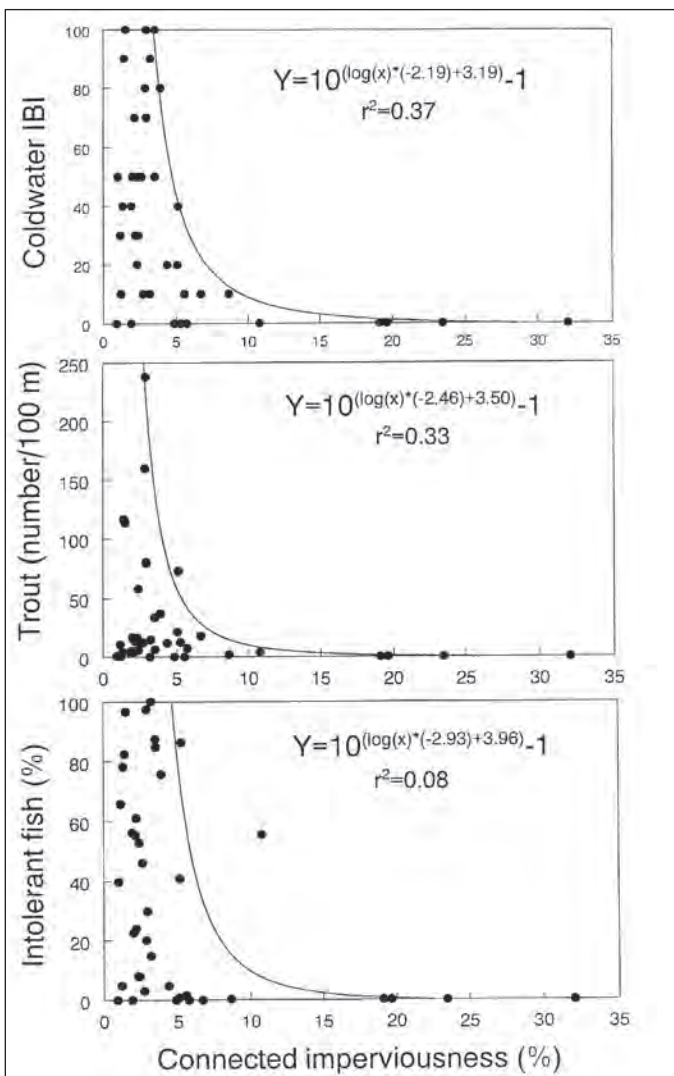 100
80
60
40
20
0
Coldwater IBI
Y=10^(log(x)*(-2.19)+3.19)-1
r²=0.37
0 5 10 15 20 25 30 35
250
200
150
100
50
0
Trout (number/100 m)
Y=10^(log(x)*(-2.46)+3.50)-1
r²=0.33
0 5 10 15 20 25 30 35
100
80
60
40
20
0
Intolerant fish (%)
Y=10^(log(x)*(-2.93)+3.96)-1
r²=0.08
0 5 10 15 20 25 30 35
Connected imperviousness (%)